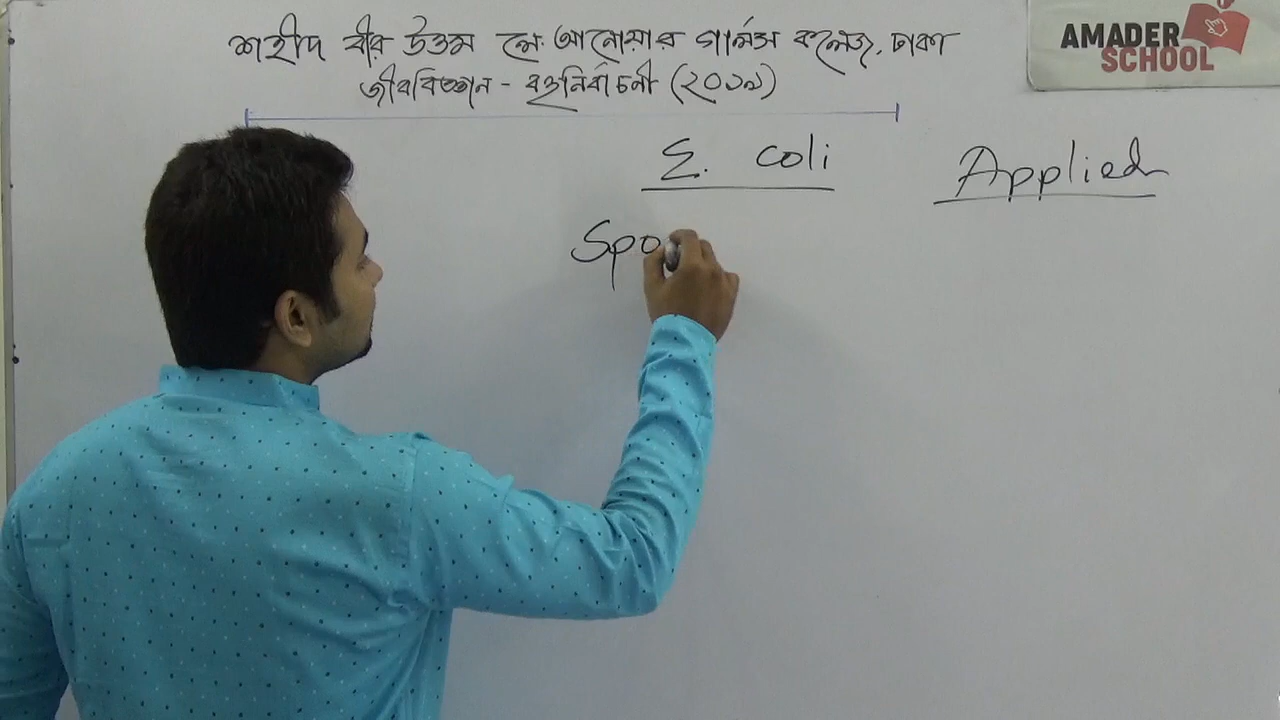 শহীদ বীর উত্তম লে. আনোয়ার গার্লস কলেজ, ঢাকা
AMADER
SCHOOL
জীববিজ্ঞান - বহুনির্বাচনী (২০১৯)
E. coli
Applied
Spo